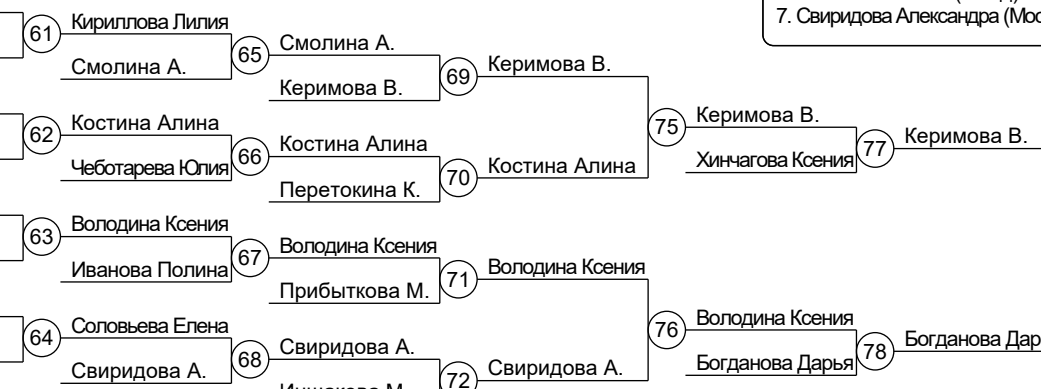 7. Свиридова Александра (Мос
61
Кириллова Лилия
Смолина А.
65
Смолина А.
Керимова В.
69
Керимова В.
62
Костина Алина
Чеботарева Юлия
66
Костина Алина
Перетокина К.
70
Костина Алина
75
Керимова В.
Хинчагова Ксения
77
Керимова В.
63
Володина Ксения
Иванова Полина
67
Володина Ксения
Прибыткова М.
71
Володина Ксения
64
Соловьева Елена
Свиридова А.
68
Свиридова А.
72
Свиридова А.
76
Володина Ксения
Богданова Дарья
78
Богданова Дар